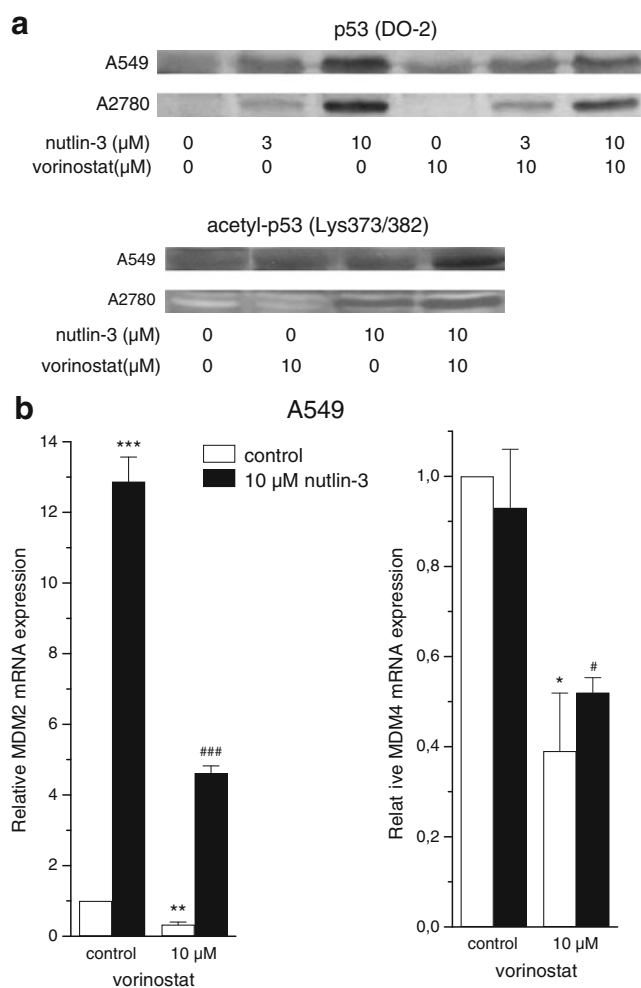 a
p53 (DO-2)
A549
A2780
nutlin-3 (µM) 0 3 10 0 3 10
vorinostat(µM) 0 0 0 10 10 10
acetyl-p53 (Lys373/382)
A549
A2780
nutlin-3 (µM) 0 0 10 10
vorinostat(µM) 0 10 0 10
b
A549
control
10 µM nutlin-3
Relative MDM2 mRNA expression
14
12
10
8
6
4
2
0
***
**
###
control 10 µM
vorinostat
Relat ive MDM4 mRNA expression
1,0
0,8
0,6
0,4
0,2
0,0
*
#
control 10 µM
vorinostat